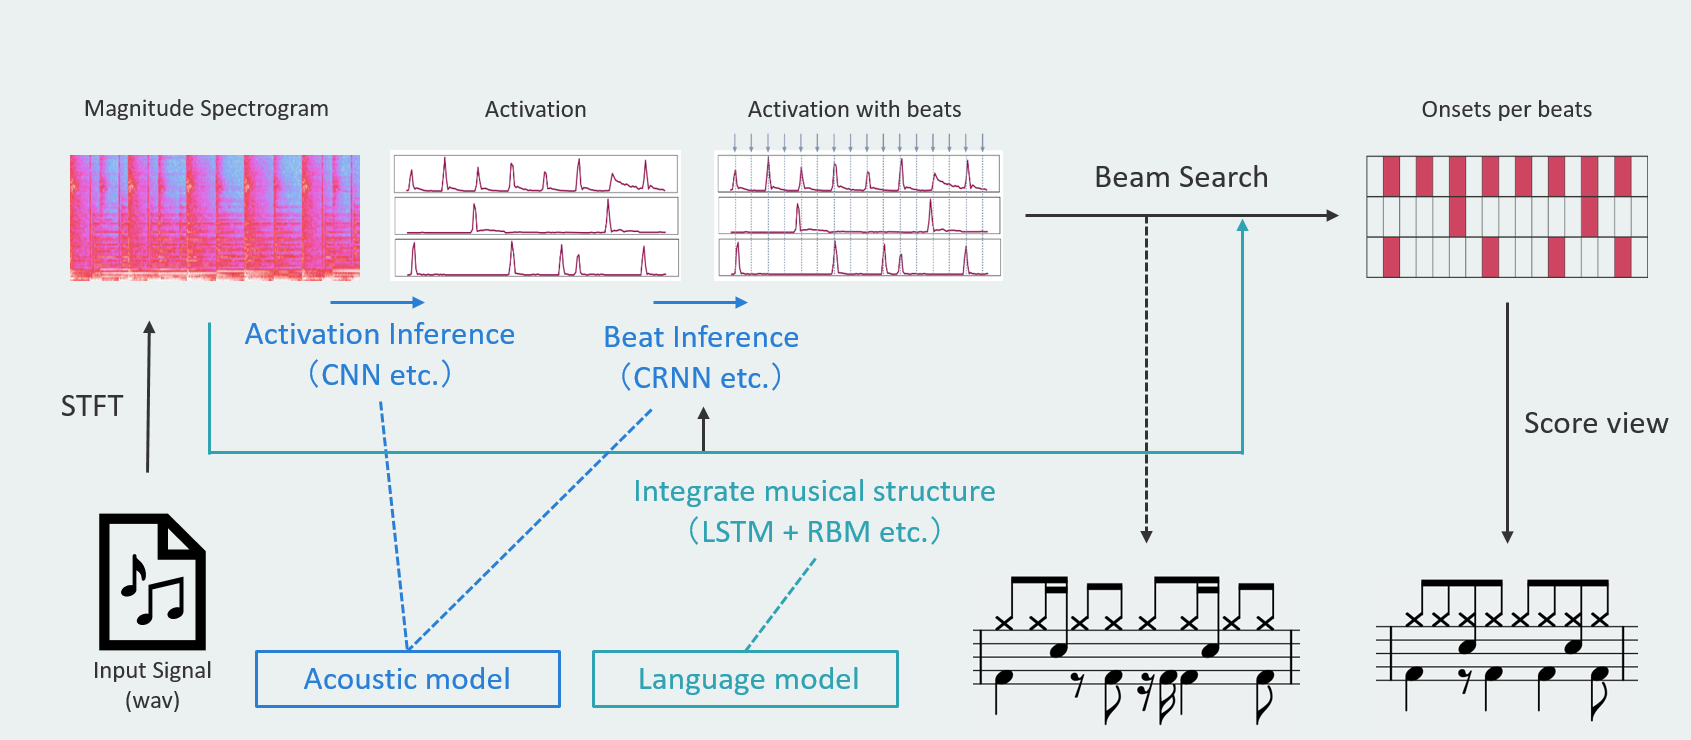 Magnitude Spectrogram
Activation
Activation with beats
Onsets per beats
Beam Search
Activation Inference
（CNN etc.）
Beat Inference
（CRNN etc.）
STFT
Score view
Integrate musical structure
（LSTM + RBM etc.）
Input Signal
(wav)
Acoustic model
Language model